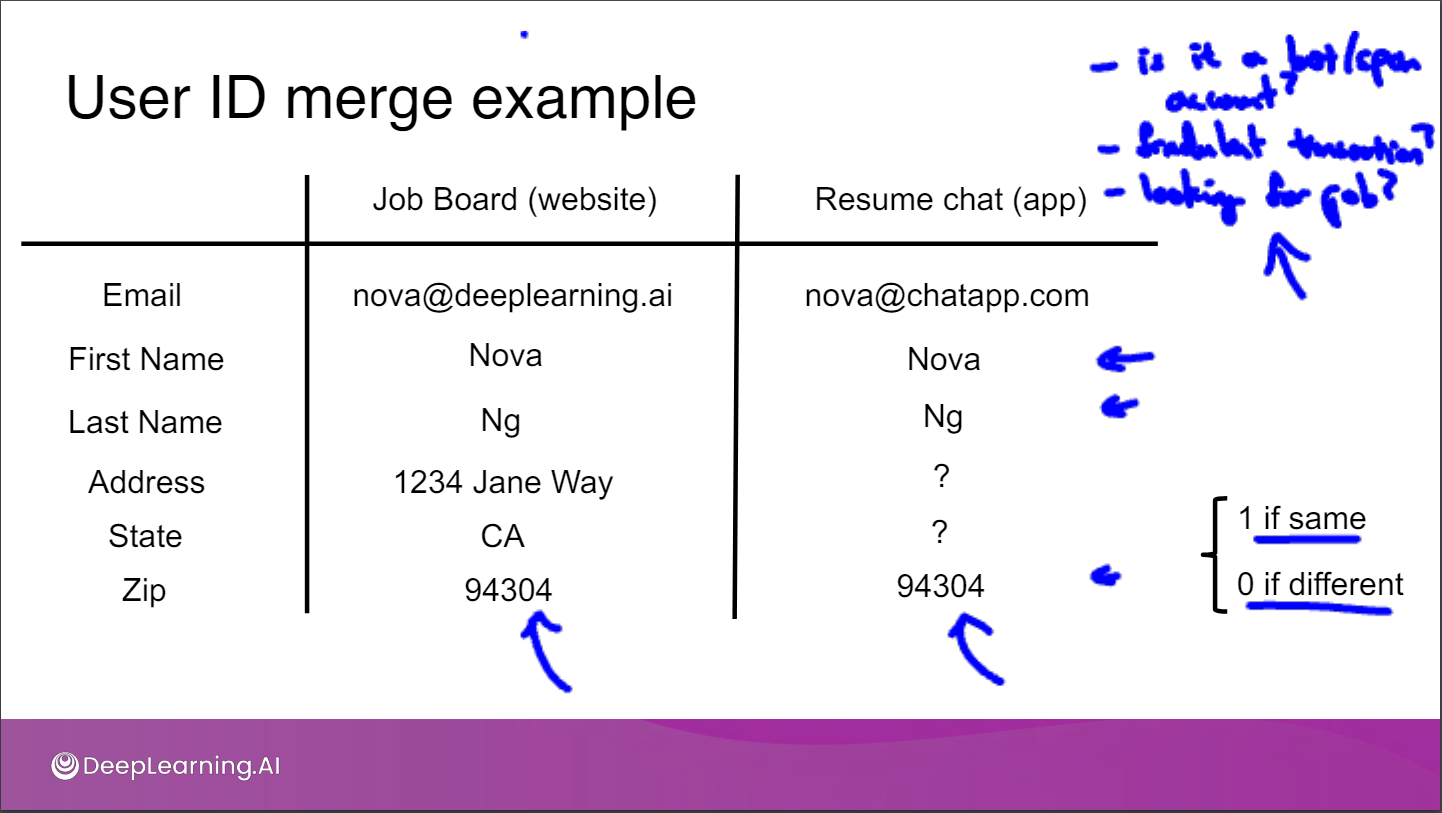 - is it a bot/spam
account?
User ID merge example
- fraudulent transaction?
- looking for job?
Job Board (website) Resume chat (app)
Email nova@deeplearning.ai nova@chatapp.com
First Name Nova Nova
Last Name Ng Ng
Address 1234 Jane Way ?
State CA ?
Zip 94304 94304
1 if same
0 if different
DeepLearning.AI